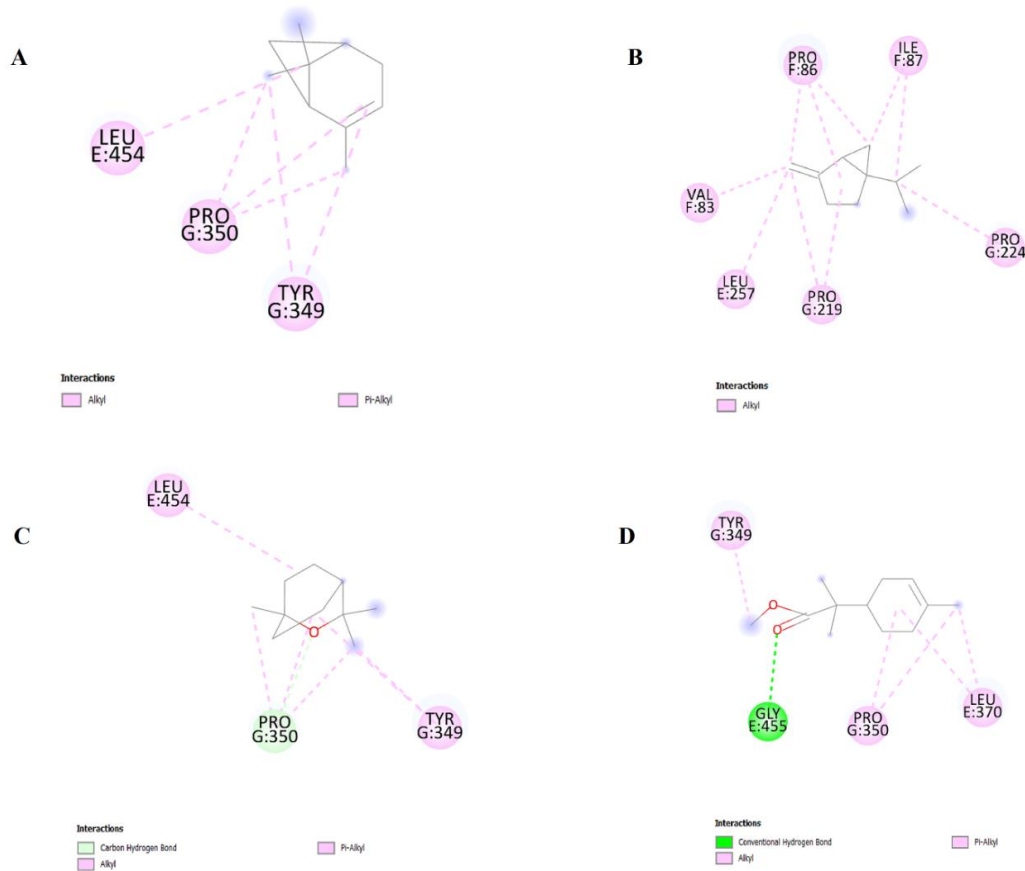 A
LEU
E:454
PRO
G:350
TYR
G:349
Interactions
Alkyl
Pi-Alkyl
B
PRO
F:86
ILE
F:87
VAL
F:83
LEU
E:257
PRO
G:219
PRO
G:224
Interactions
Alkyl
C
LEU
E:454
O
PRO
G:350
TYR
G:349
Interactions
Carbon Hydrogen Bond
Alkyl
Pi-Alkyl
D
TYR
G:349
O
O
GLY
E:455
PRO
G:350
LEU
E:370
Interactions
Conventional Hydrogen Bond
Alkyl
Pi-Alkyl